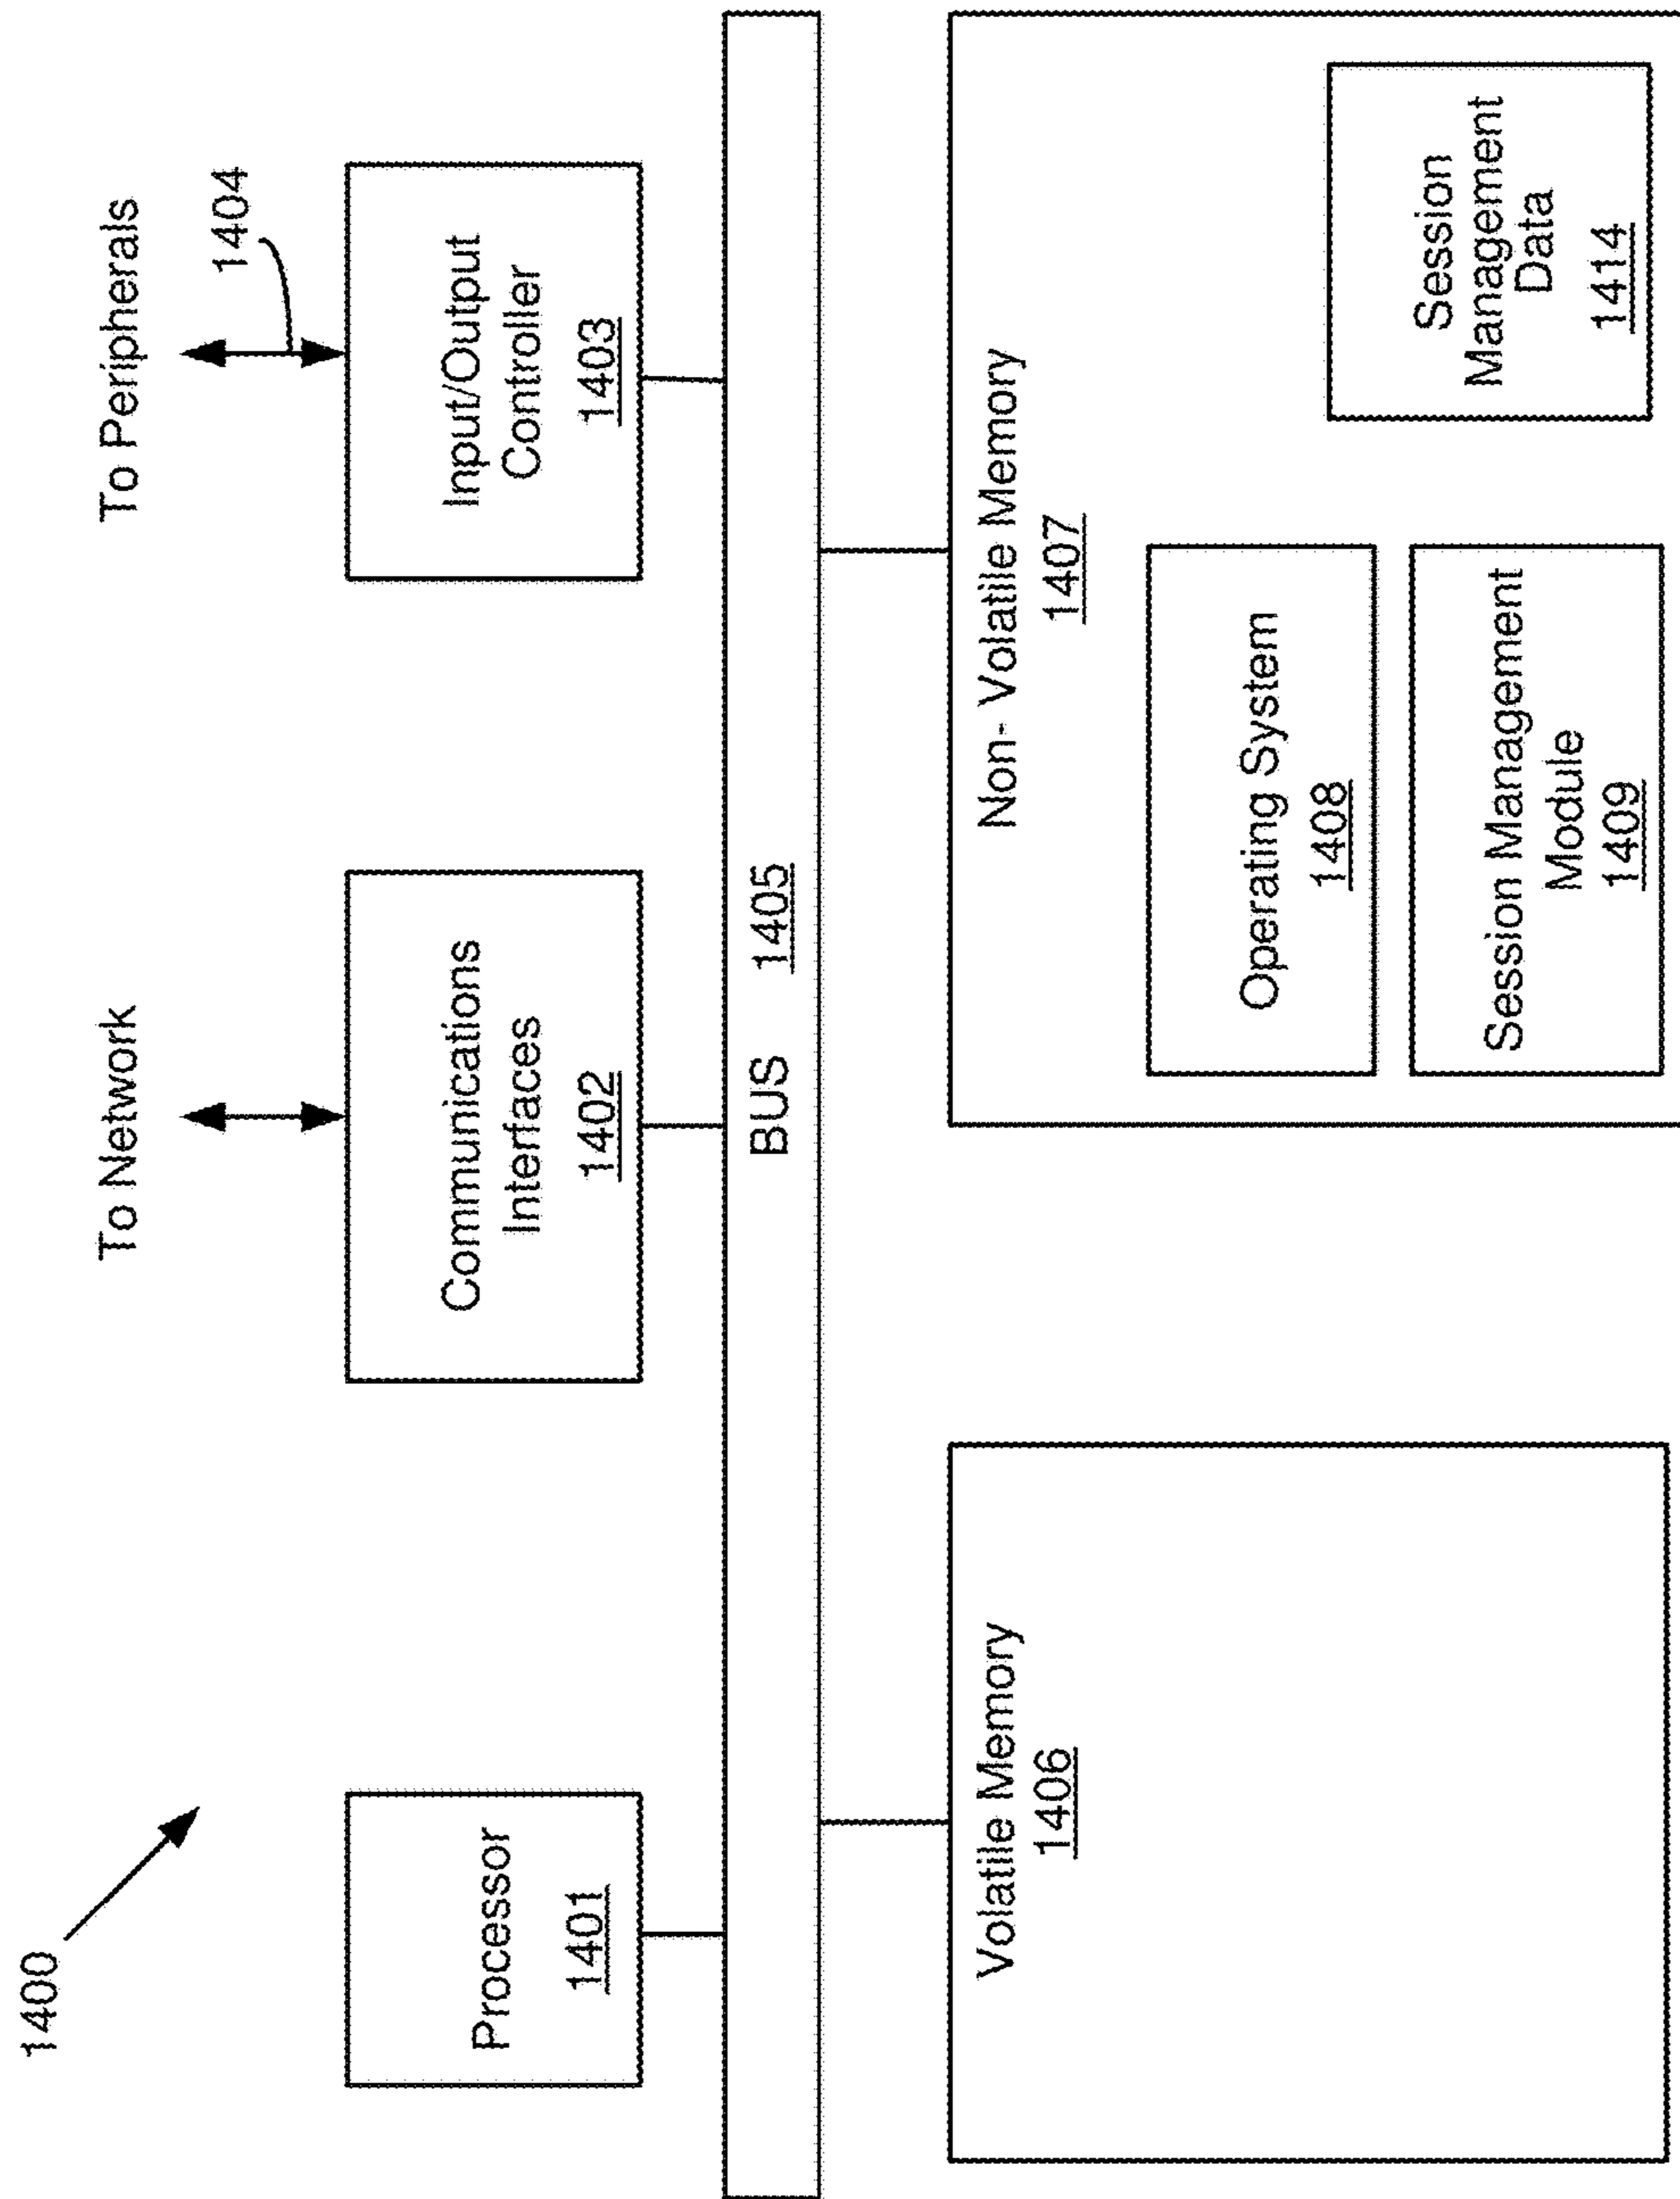 1400
To Network
To Peripherals
1404
Processor
1401
Communications
Interfaces
1402
Input/Output
Controller
1403
BUS 1405
Volatile Memory
1406
Non- Volatile Memory
1407
Operating System
1408
Session Management
Module
1409
Session
Management
Data
1414